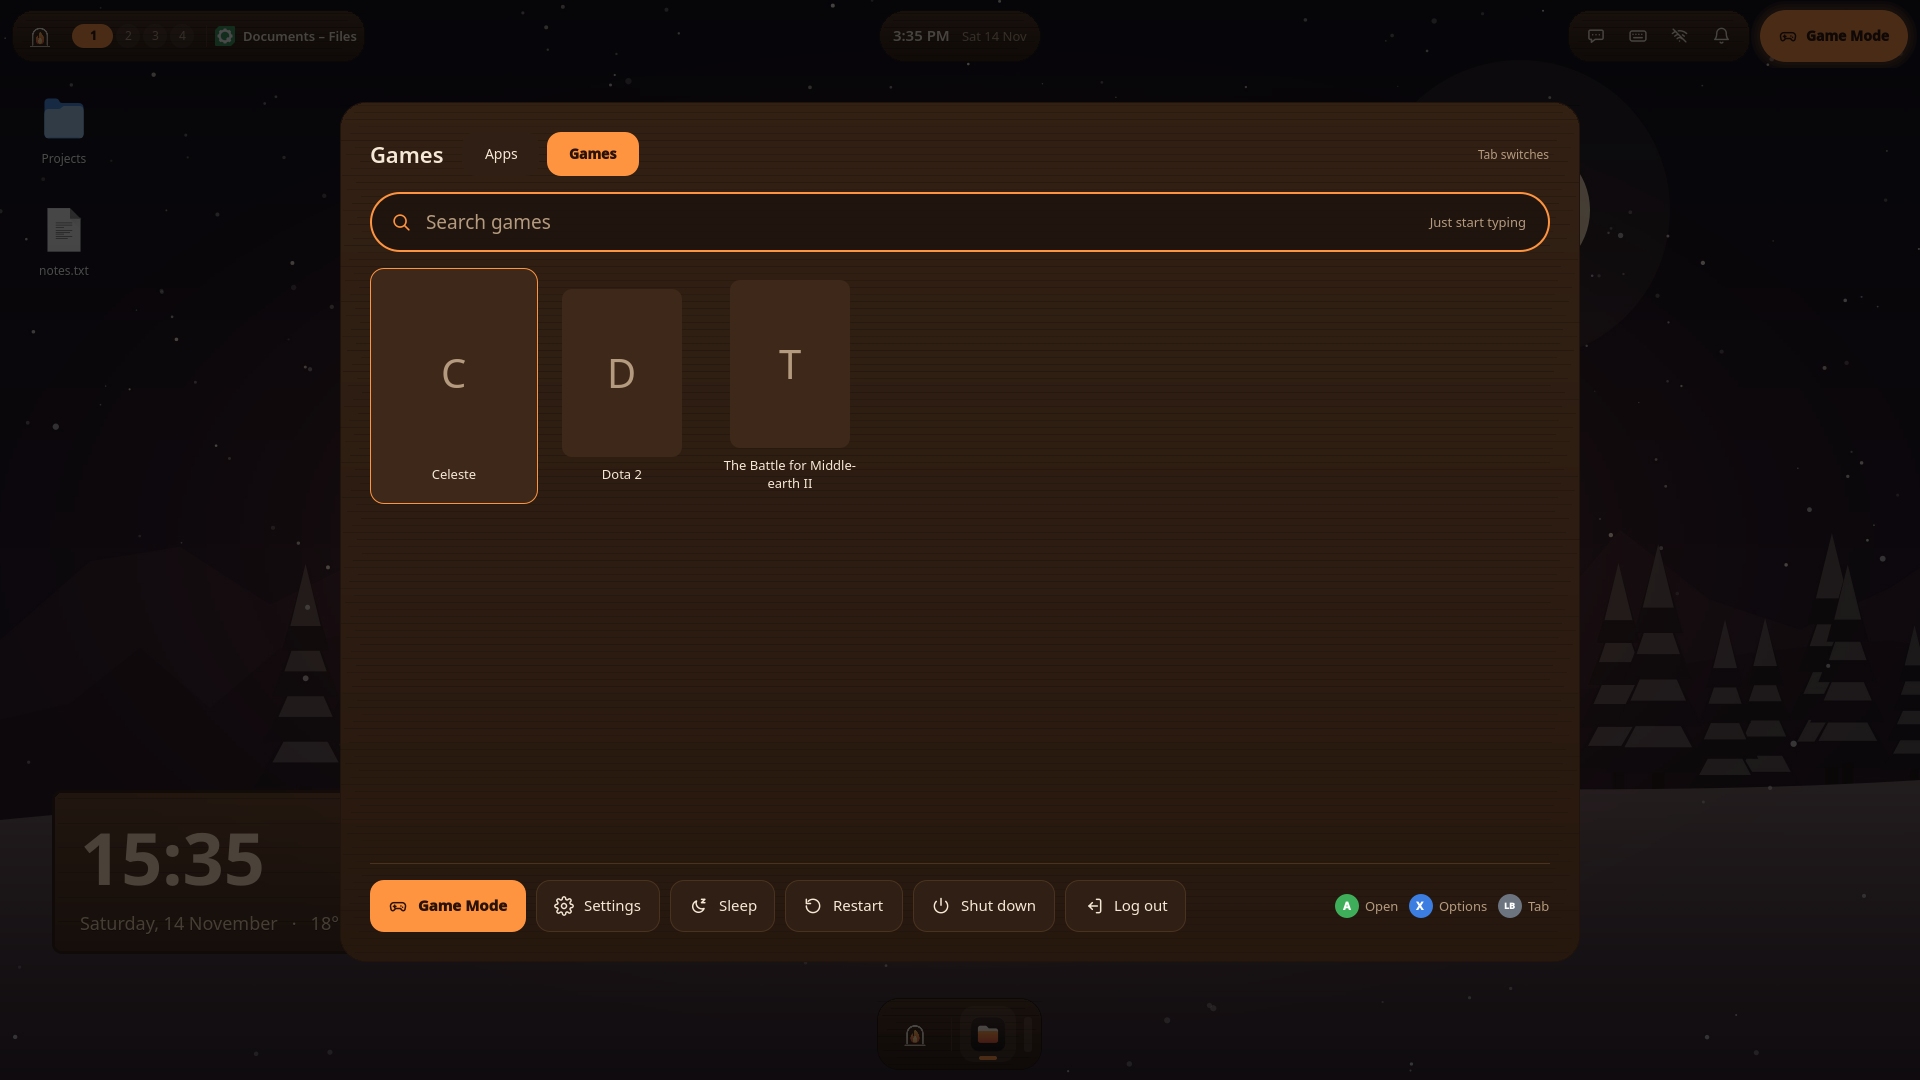 1 2 3 4 Documents – Files
3:35 PM Sat 14 Nov
Game Mode
Projects
notes.txt
Games Apps Games Tab switches
Search games Just start typing
C
D
T
Celeste
Dota 2
The Battle for Middle-
earth II
15:35
Saturday, 14 November · 18°
Game Mode Settings Sleep Restart Shut down Log out A Open X Options LB Tab